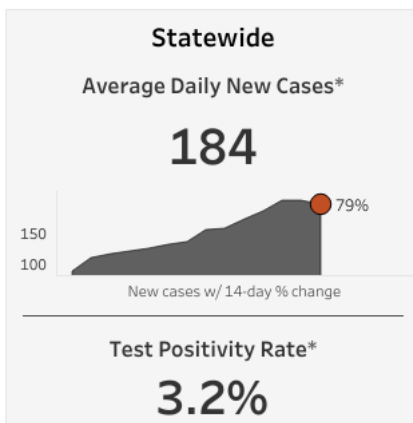 Statewide
Average Daily New Cases*
184
79%
150
100
New cases w/ 14-day % change
Test Positivity Rate*
3.2%